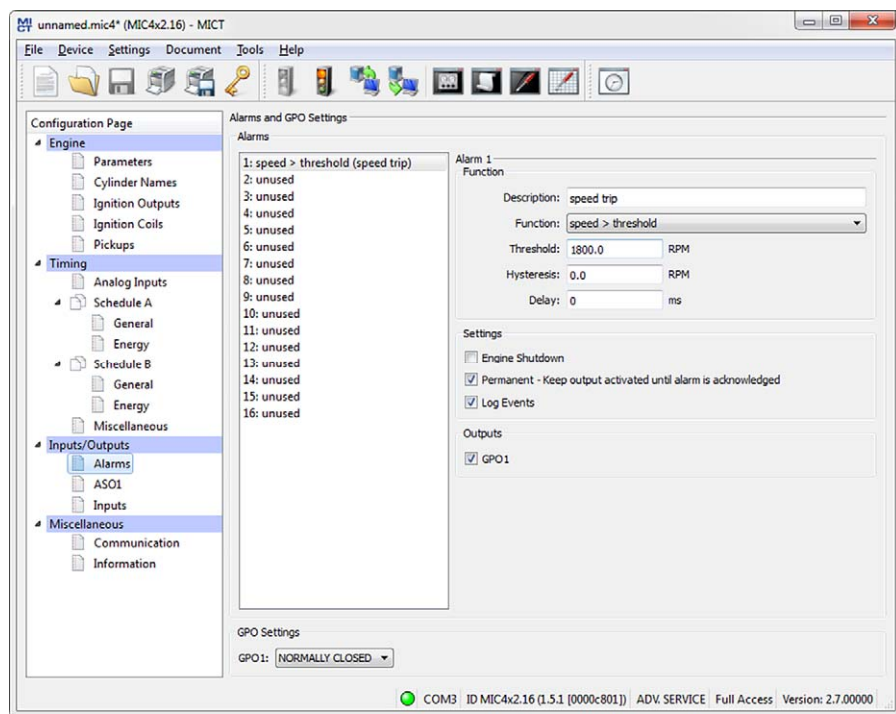 MICT unnamed.mic4* (MIC4x2.16) - MICT
File Device Settings Document Tools Help
Configuration Page
Engine
Parameters
Cylinder Names
Ignition Outputs
Ignition Coils
Pickups
Timing
Analog Inputs
Schedule A
General
Energy
Schedule B
General
Energy
Miscellaneous
Inputs/Outputs
Alarms
ASO1
Inputs
Miscellaneous
Communication
Information
Alarms and GPO Settings
Alarms
1: speed > threshold (speed trip)
2: unused
3: unused
4: unused
5: unused
6: unused
7: unused
8: unused
9: unused
10: unused
11: unused
12: unused
13: unused
14: unused
15: unused
16: unused
Alarm 1
Function
Description: speed trip
Function: speed > threshold
Threshold: 1800.0 RPM
Hysteresis: 0.0 RPM
Delay: 0 ms
Settings
Engine Shutdown
Permanent - Keep output activated until alarm is acknowledged
Log Events
Outputs
GPO1
GPO Settings
GPO1: NORMALLY CLOSED
COM3 ID MIC4x2.16 (1.5.1 [0000c801]) ADV. SERVICE Full Access Version: 2.7.00000